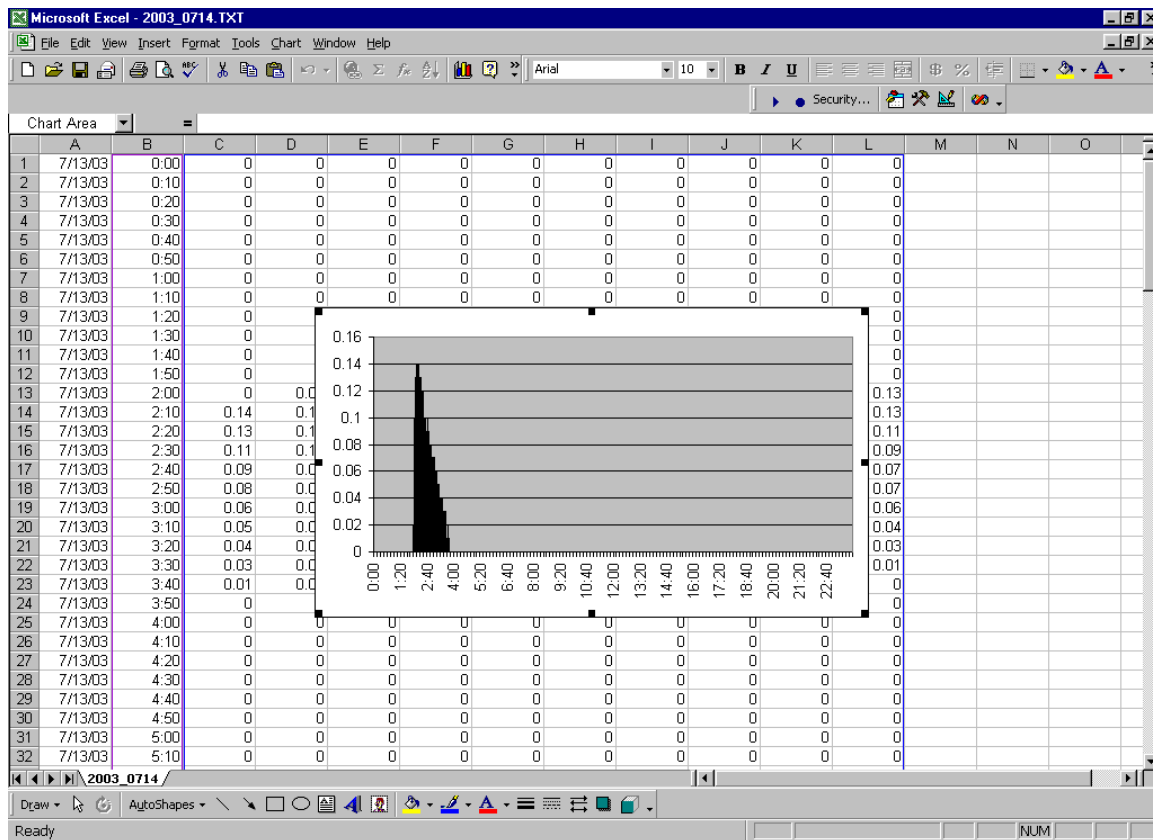 Microsoft Excel - 2003_0714.TXT
File Edit View Insert Format Tools Chart Window Help
Arial 10 B I U $ %
Security...
Chart Area =
A B C D E F G H I J K L M N O
1 7/13/03 0:00 0 0 0 0 0 0 0 0 0 0
2 7/13/03 0:10 0 0 0 0 0 0 0 0 0 0
3 7/13/03 0:20 0 0 0 0 0 0 0 0 0 0
4 7/13/03 0:30 0 0 0 0 0 0 0 0 0 0
5 7/13/03 0:40 0 0 0 0 0 0 0 0 0 0
6 7/13/03 0:50 0 0 0 0 0 0 0 0 0 0
7 7/13/03 1:00 0 0 0 0 0 0 0 0 0 0
8 7/13/03 1:10 0 0 0 0 0 0 0 0 0 0
9 7/13/03 1:20 0 0
10 7/13/03 1:30 0 0
11 7/13/03 1:40 0 0
12 7/13/03 1:50 0 0
13 7/13/03 2:00 0 0.0 0.13
14 7/13/03 2:10 0.14 0.1 0.13
15 7/13/03 2:20 0.13 0.1 0.11
16 7/13/03 2:30 0.11 0.1 0.09
17 7/13/03 2:40 0.09 0.0 0.07
18 7/13/03 2:50 0.08 0.0 0.07
19 7/13/03 3:00 0.06 0.0 0.06
20 7/13/03 3:10 0.05 0.0 0.04
21 7/13/03 3:20 0.04 0.0 0.03
22 7/13/03 3:30 0.03 0.0 0.01
23 7/13/03 3:40 0.01 0.0 0
24 7/13/03 3:50 0 0
25 7/13/03 4:00 0 0 0 0 0 0 0 0 0 0
26 7/13/03 4:10 0 0 0 0 0 0 0 0 0 0
27 7/13/03 4:20 0 0 0 0 0 0 0 0 0 0
28 7/13/03 4:30 0 0 0 0 0 0 0 0 0 0
29 7/13/03 4:40 0 0 0 0 0 0 0 0 0 0
30 7/13/03 4:50 0 0 0 0 0 0 0 0 0 0
31 7/13/03 5:00 0 0 0 0 0 0 0 0 0 0
32 7/13/03 5:10 0 0 0 0 0 0 0 0 0 0
0.16
0.14
0.12
0.1
0.08
0.06
0.04
0.02
0
0:00 1:20 2:40 4:00 5:20 6:40 8:00 9:20 10:40 12:00 13:20 14:40 16:00 17:20 18:40 20:00 21:20 22:40
2003_0714
Draw AutoShapes
Ready NUM